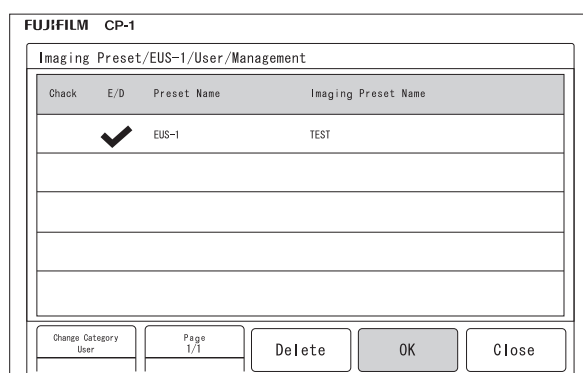 FUJIFILM CP-1
Imaging Preset/EUS-1/User/Management
Chack E/D Preset Name Imaging Preset Name
EUS-1 TEST
Change Category
User
Page
1/1
Delete OK Close